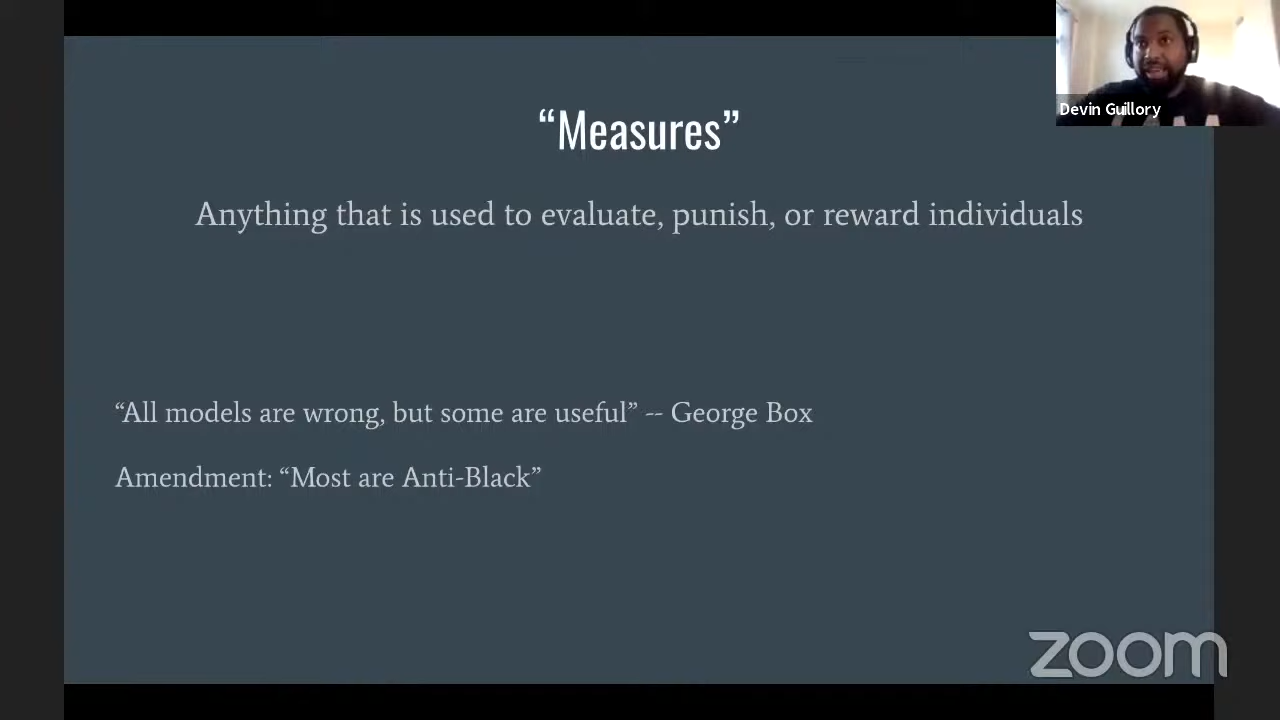 “Measures”
Devin Guillory
Anything that is used to evaluate, punish, or reward individuals
“All models are wrong, but some are useful” -- George Box
Amendment: “Most are Anti-Black”
zoom